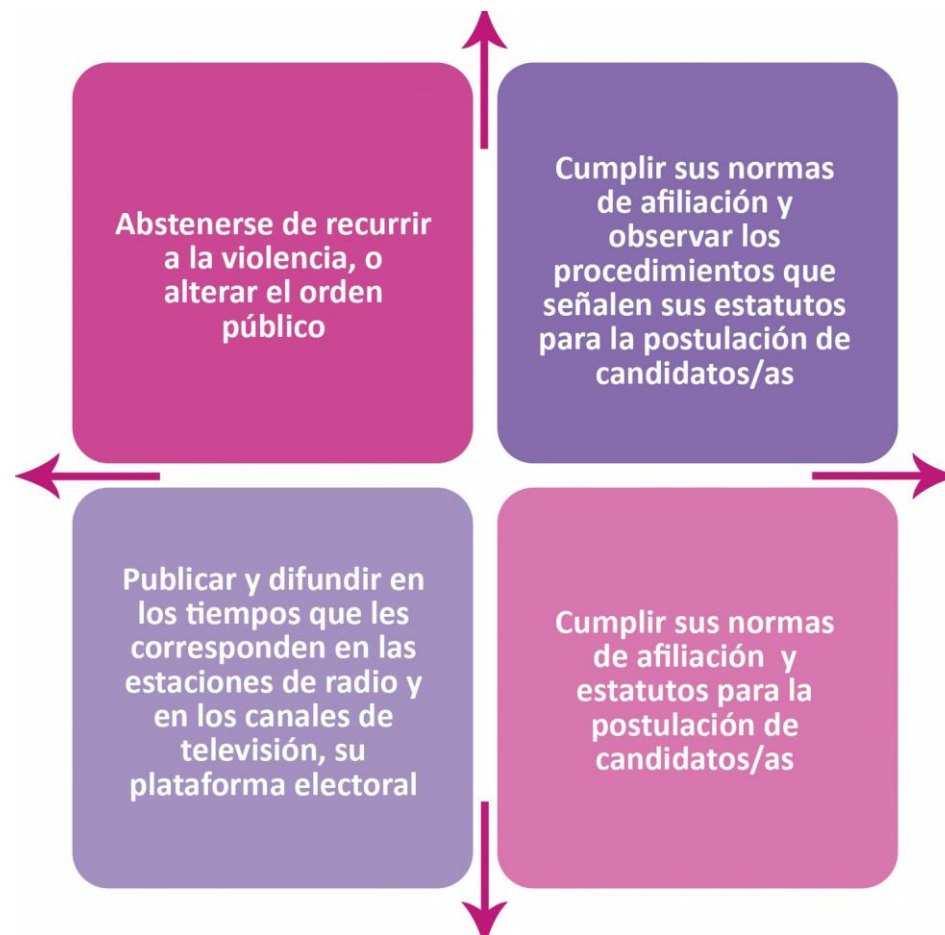 Abstenerse de recurrir
a la violencia, o
alterar el orden
público
Cumplir sus normas
de afiliación y
observar los
procedimientos que
señalen sus estatutos
para la postulación de
candidatos/as
Publicar y difundir en
los tiempos que les
corresponden en las
estaciones de radio y
en los canales de
televisión, su
plataforma electoral
Cumplir sus normas
de afiliación y
estatutos para la
postulación de
candidatos/as